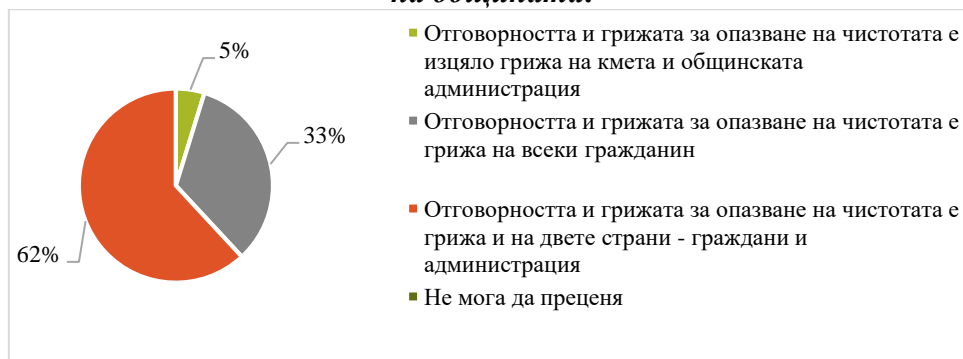 на общината.
5%
33%
62%
Отговорността и грижата за опазване на чистотата е
изцяло грижа на кмета и общинската
администрация
Отговорността и грижата за опазване на чистотата е
грижа на всеки гражданин
Отговорността и грижата за опазване на чистотата е
грижа и на двете страни - граждани и
администрация
Не мога да преценя